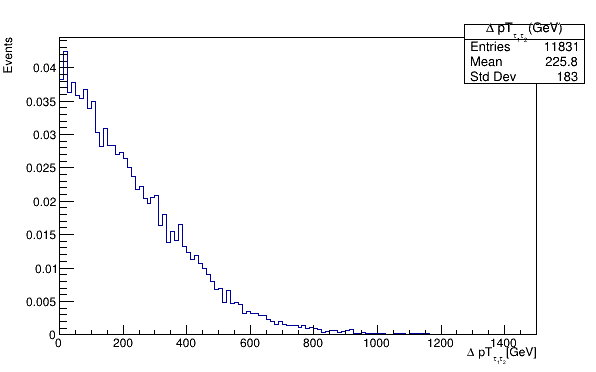 Δ pT_{τ₁τ₂}(GeV)
Entries 11831
Mean 225.8
Std Dev 183
Events
0.04
0.035
0.03
0.025
0.02
0.015
0.01
0.005
0
0 200 400 600 800 1000 1200 1400
Δ pT_{τ₁τ₂}[GeV]